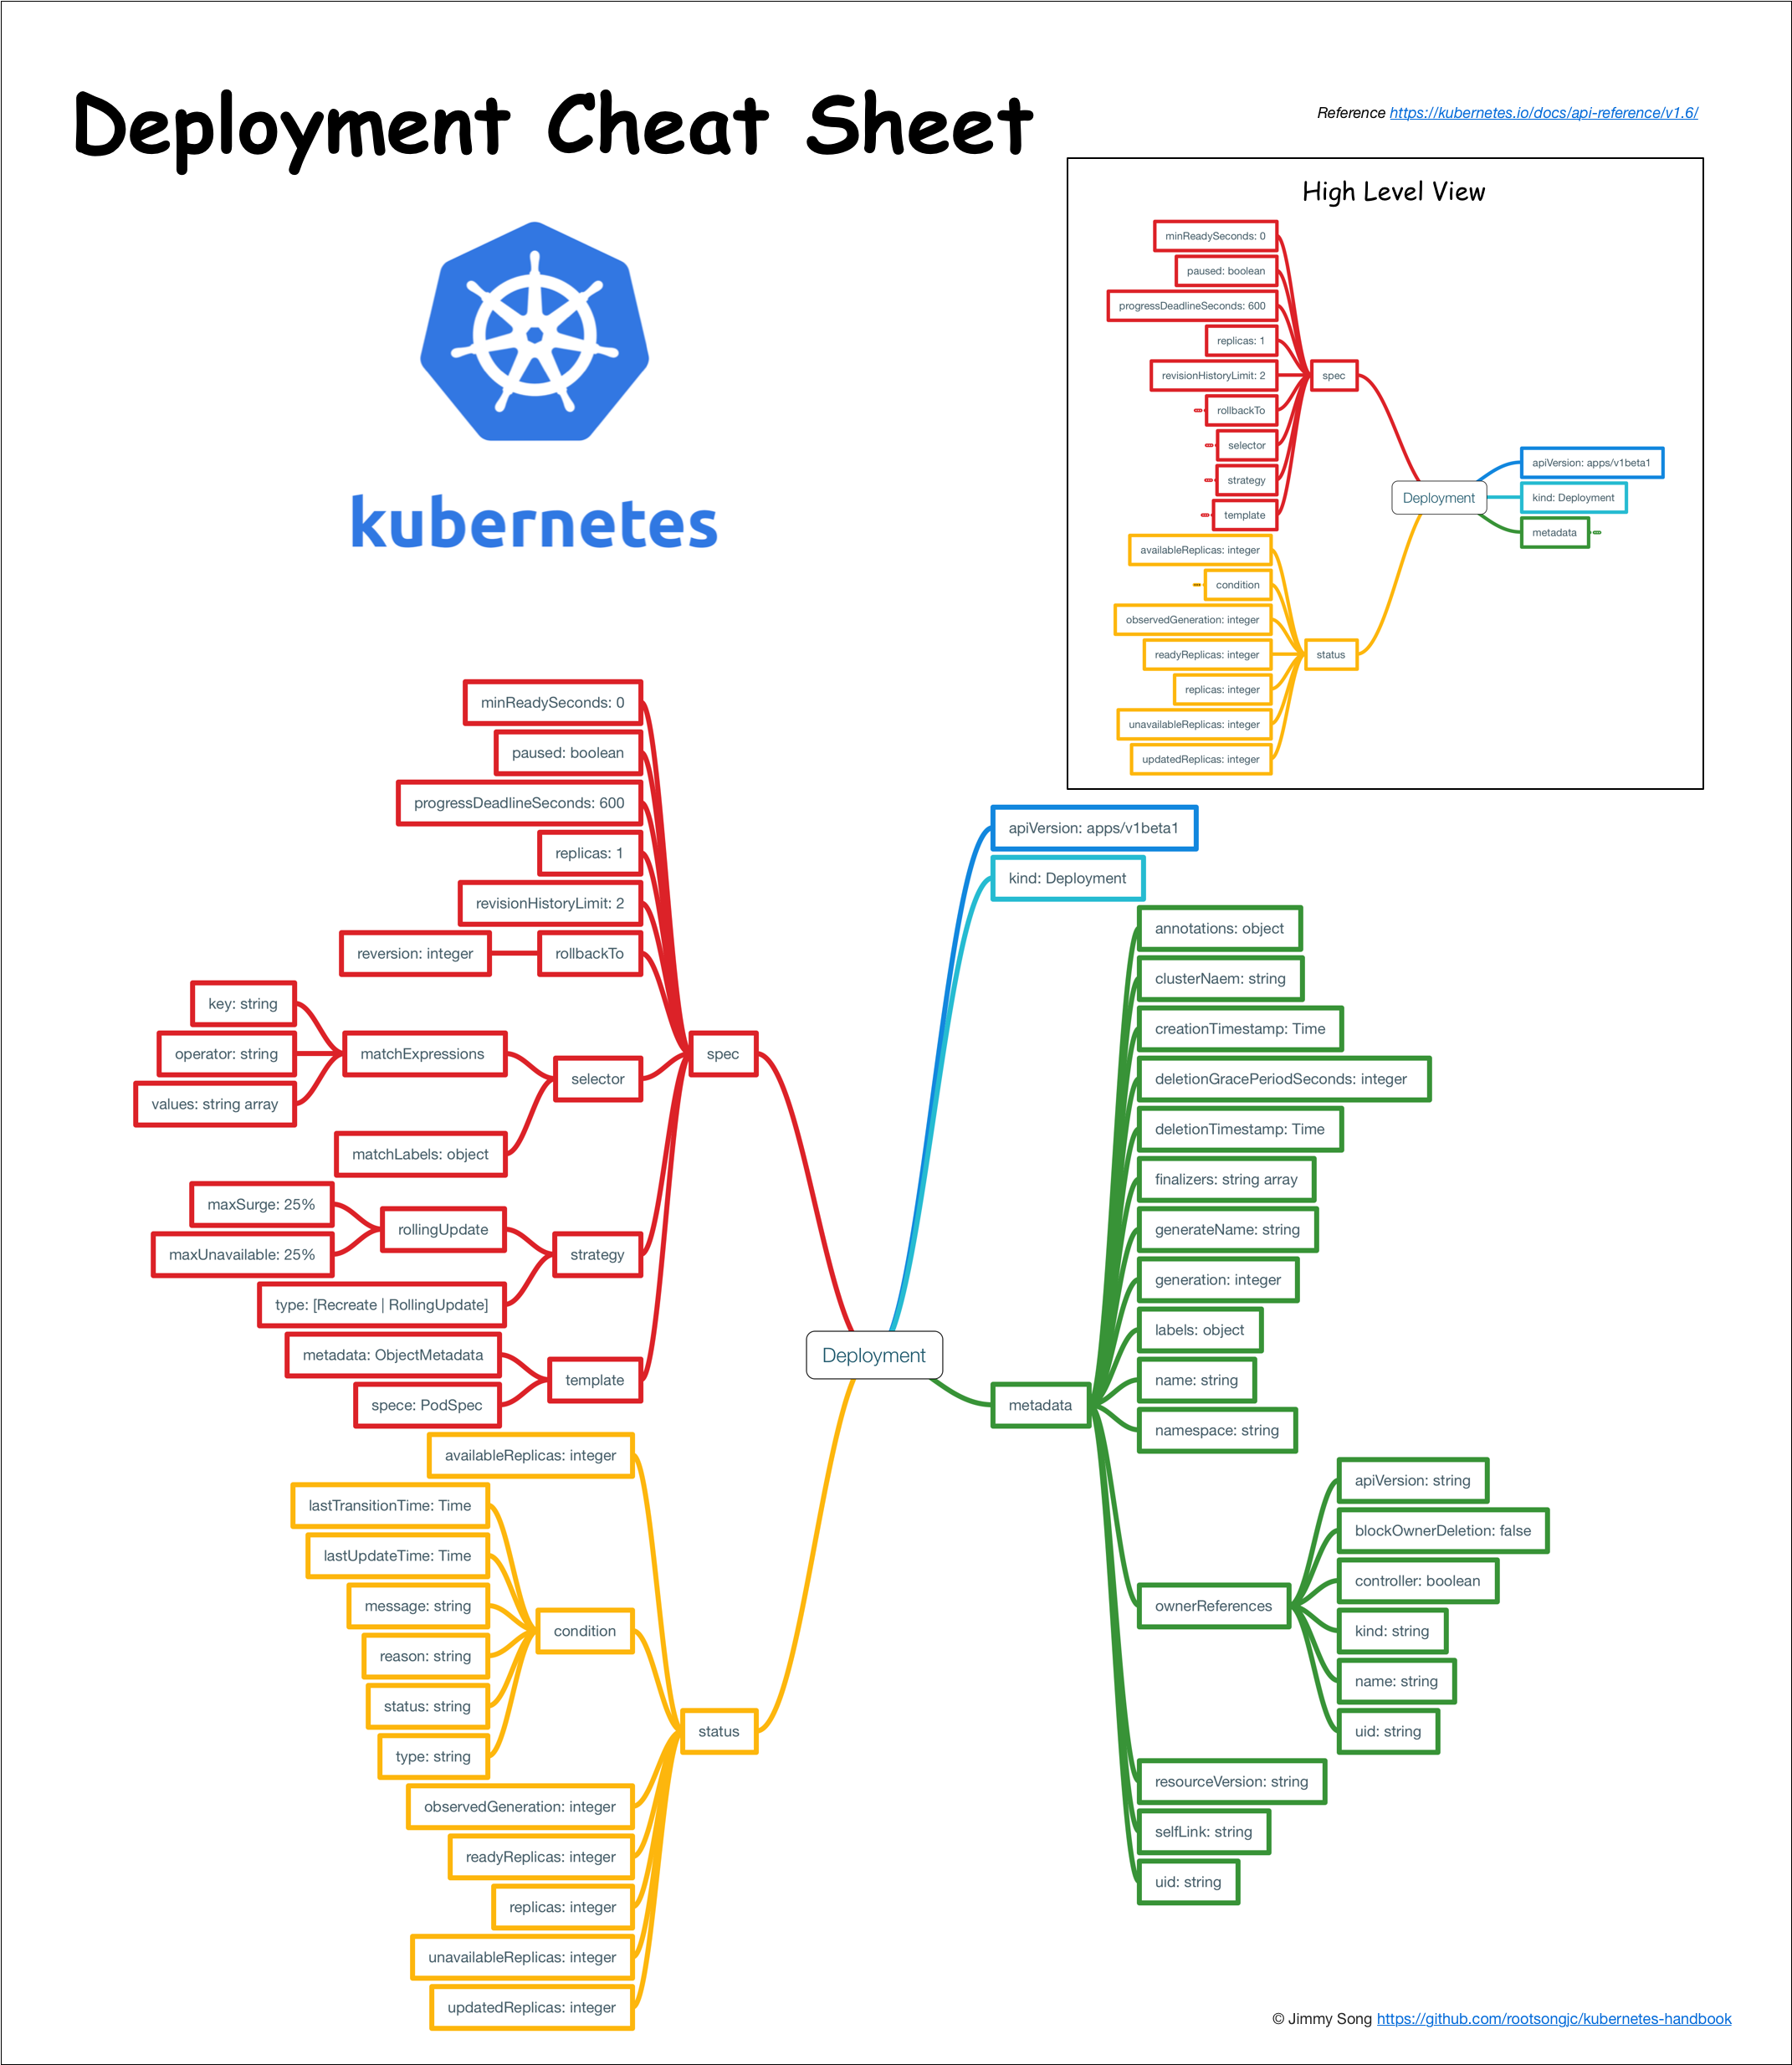 Deployment Cheat Sheet
Reference https://kubernetes.io/docs/api-reference/v1.6/
kubernetes
High Level View
minReadySeconds: 0
paused: boolean
progressDeadlineSeconds: 600
replicas: 1
revisionHistoryLimit: 2
rollbackTo
selector
strategy
template
spec
availableReplicas: integer
condition
observedGeneration: integer
readyReplicas: integer
replicas: integer
unavailableReplicas: integer
updatedReplicas: integer
status
Deployment
apiVersion: apps/v1beta1
kind: Deployment
metadata
minReadySeconds: 0
paused: boolean
progressDeadlineSeconds: 600
replicas: 1
revisionHistoryLimit: 2
reversion: integer
rollbackTo
key: string
operator: string
values: string array
matchExpressions
matchLabels: object
selector
spec
maxSurge: 25%
maxUnavailable: 25%
rollingUpdate
type: [Recreate | RollingUpdate]
strategy
metadata: ObjectMetadata
spece: PodSpec
template
Deployment
availableReplicas: integer
lastTransitionTime: Time
lastUpdateTime: Time
message: string
reason: string
status: string
type: string
condition
status
observedGeneration: integer
readyReplicas: integer
replicas: integer
unavailableReplicas: integer
updatedReplicas: integer
apiVersion: apps/v1beta1
kind: Deployment
metadata
annotations: object
clusterNaem: string
creationTimestamp: Time
deletionGracePeriodSeconds: integer
deletionTimestamp: Time
finalizers: string array
generateName: string
generation: integer
labels: object
name: string
namespace: string
ownerReferences
apiVersion: string
blockOwnerDeletion: false
controller: boolean
kind: string
name: string
uid: string
resourceVersion: string
selfLink: string
uid: string
© Jimmy Song https://github.com/rootsongjc/kubernetes-handbook